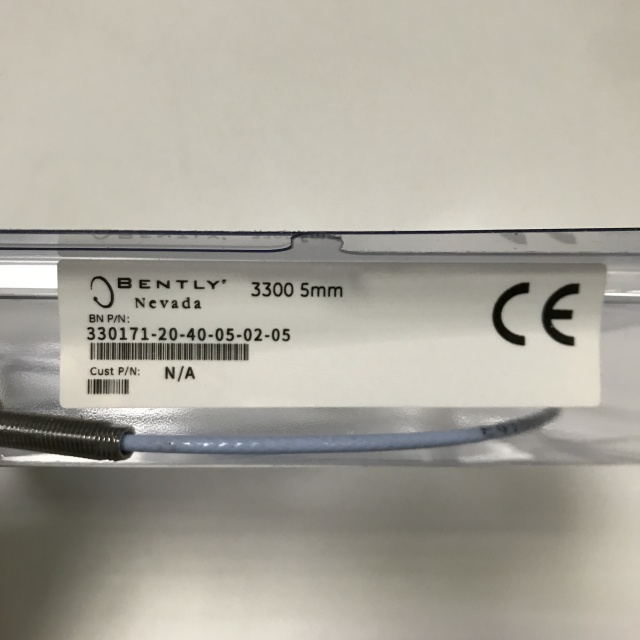 BENTLY®
Nevada
3300 5mm
BN P/N:
330171-20-40-05-02-05
Cust P/N: N/A
CE